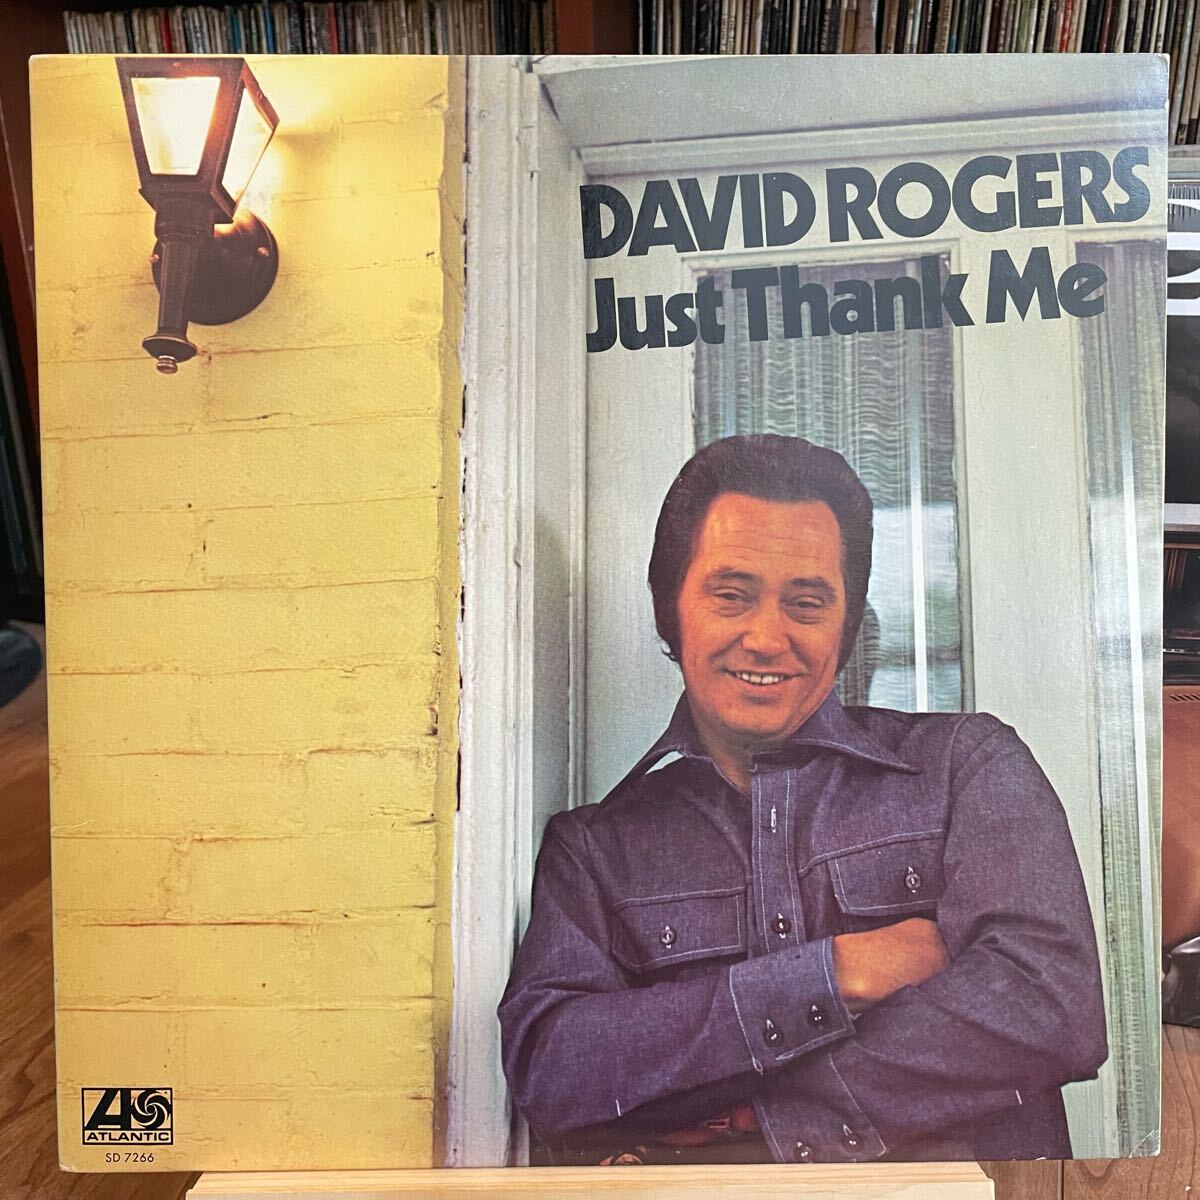 DAVID ROGERS
Just Thank Me
ATLANTIC
SD 7266